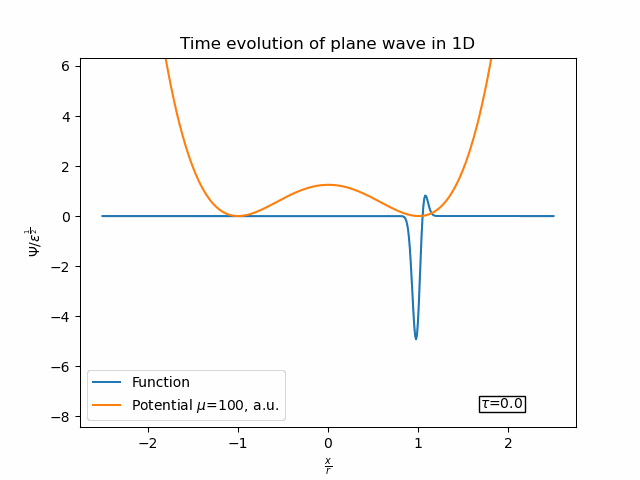 Time evolution of plane wave in 1D
6
4
2
0
−2
−4
−6
−8
Ψ/ε^{1/2}
Function
Potential μ=100, a.u.
τ=0.0
−2
−1
0
1
2
x/r